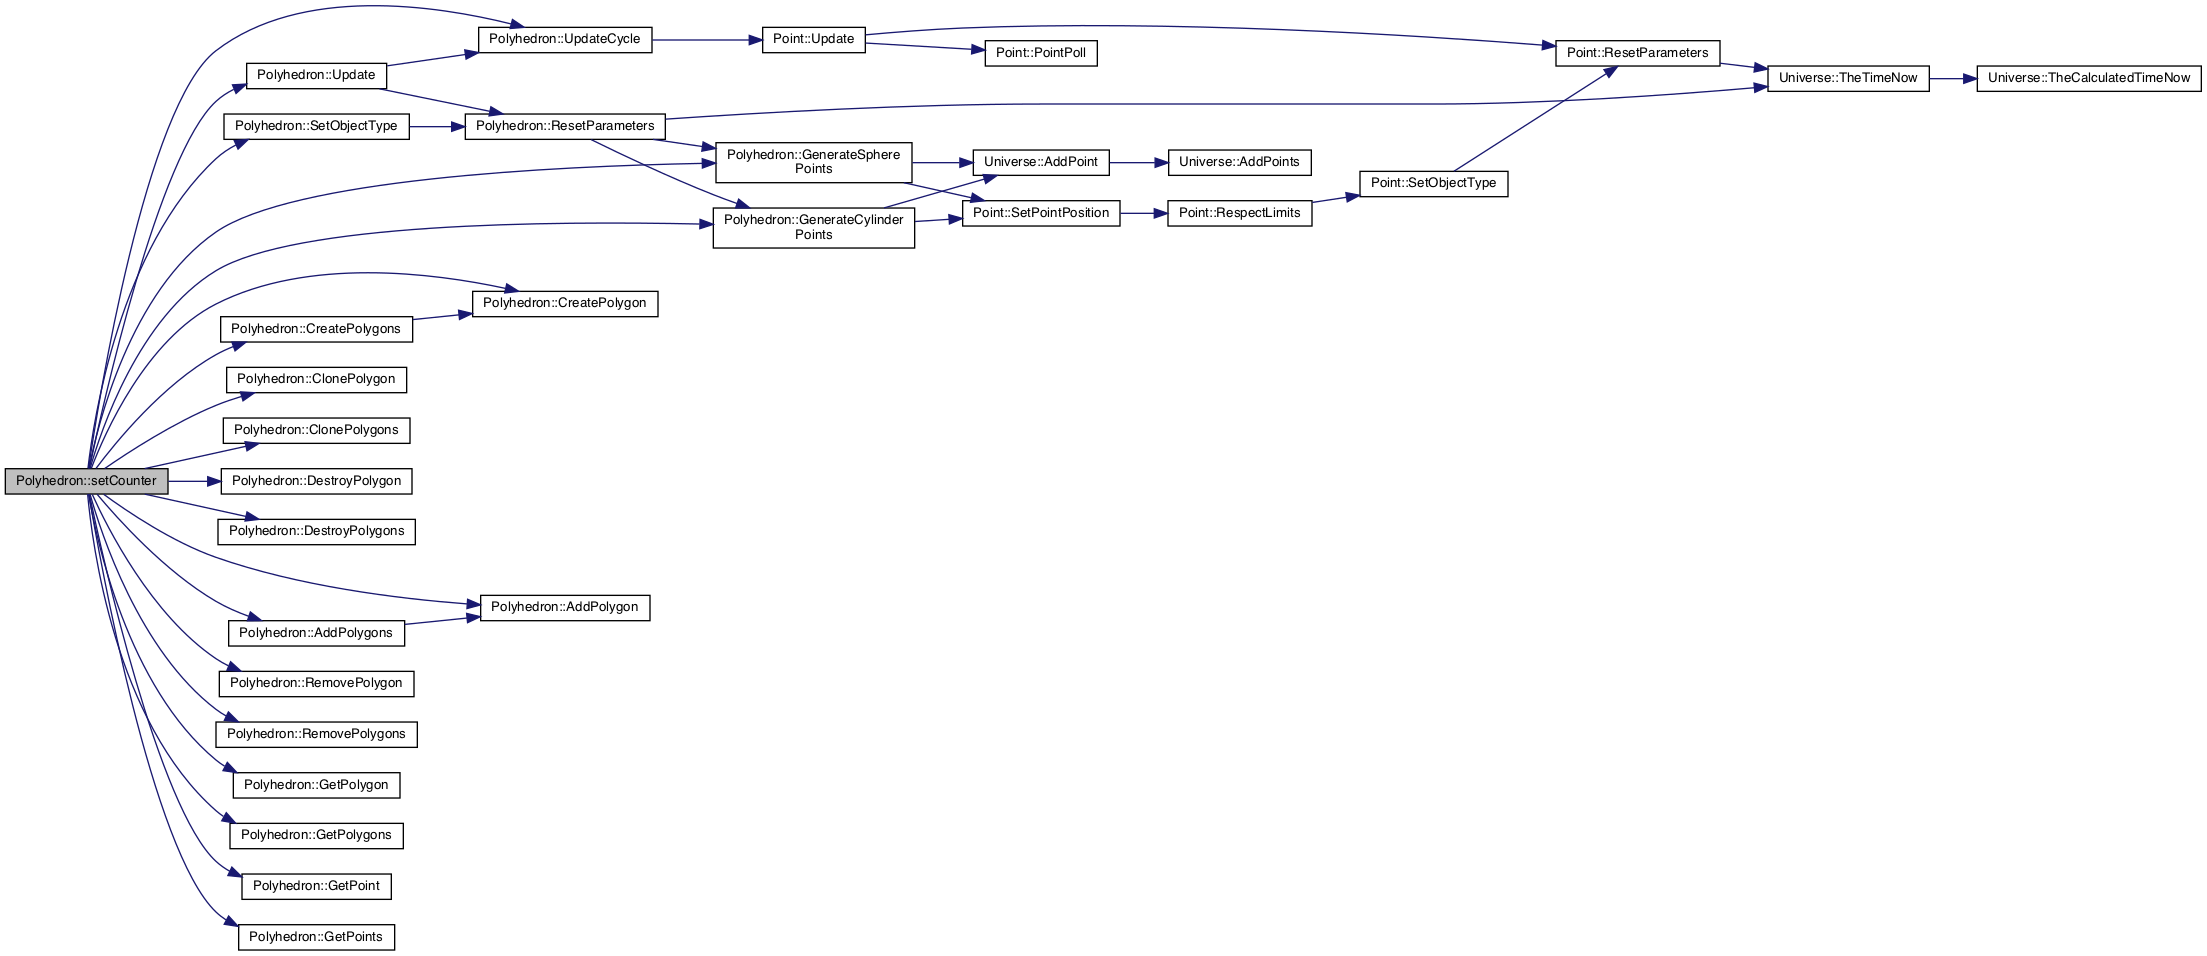 Polyhedron::setCounter
Polyhedron::UpdateCycle
Polyhedron::Update
Polyhedron::SetObjectType
Polyhedron::ResetParameters
Polyhedron::GenerateSphere
Points
Polyhedron::GenerateCylinder
Points
Point::Update
Point::PointPoll
Point::ResetParameters
Universe::TheTimeNow
Universe::TheCalculatedTimeNow
Universe::AddPoint
Universe::AddPoints
Point::SetPointPosition
Point::RespectLimits
Point::SetObjectType
Polyhedron::CreatePolygon
Polyhedron::CreatePolygons
Polyhedron::ClonePolygon
Polyhedron::ClonePolygons
Polyhedron::DestroyPolygon
Polyhedron::DestroyPolygons
Polyhedron::AddPolygon
Polyhedron::AddPolygons
Polyhedron::RemovePolygon
Polyhedron::RemovePolygons
Polyhedron::GetPolygon
Polyhedron::GetPolygons
Polyhedron::GetPoint
Polyhedron::GetPoints